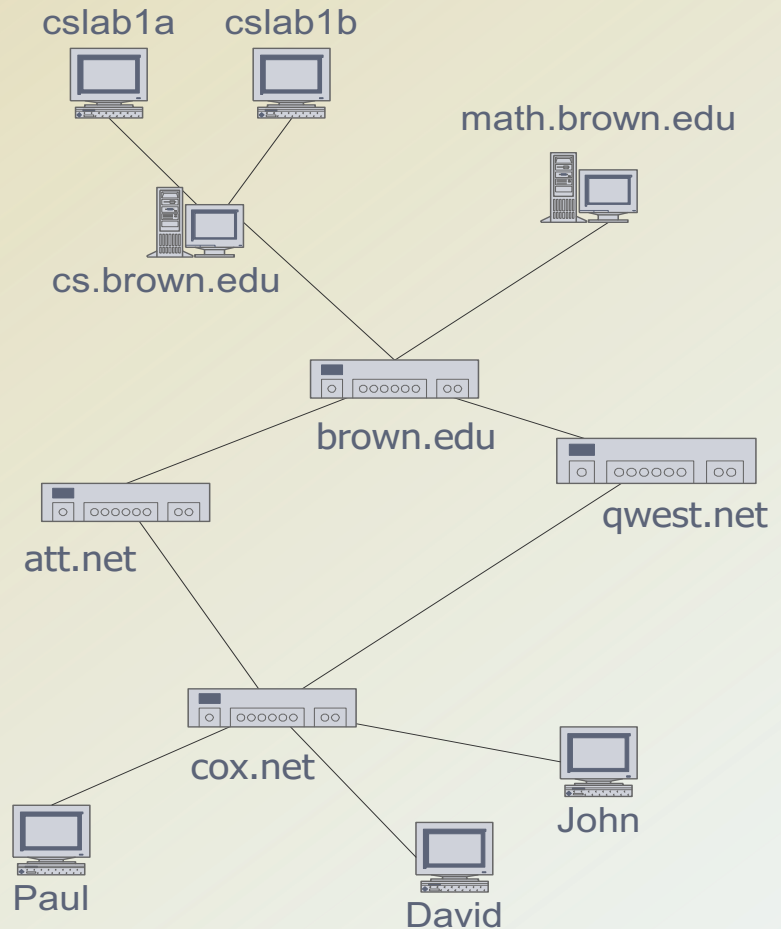 cslab1a
cslab1b
math.brown.edu
cs.brown.edu
brown.edu
qwest.net
att.net
cox.net
John
Paul
David